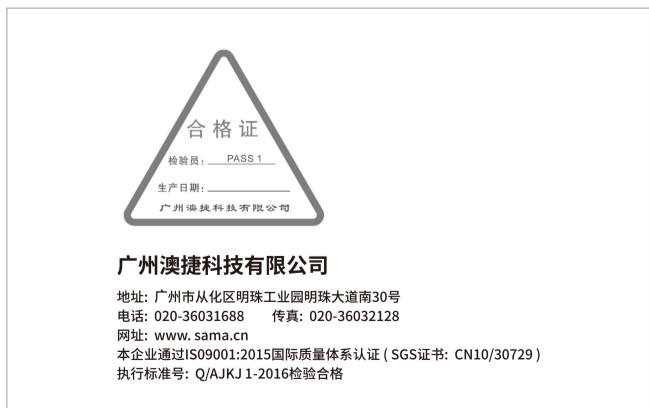 合格证
检验员: PASS 1
生产日期:
广州澳捷科技有限公司
广州澳捷科技有限公司
地址: 广州市从化区明珠工业园明珠大道南30号
电话: 020-36031688 传真: 020-36032128
网址: www. sama.cn
本企业通过IS09001:2015国际质量体系认证 ( SGS证书: CN10/30729 )
执行标准号: Q/AJKJ 1-2016检验合格